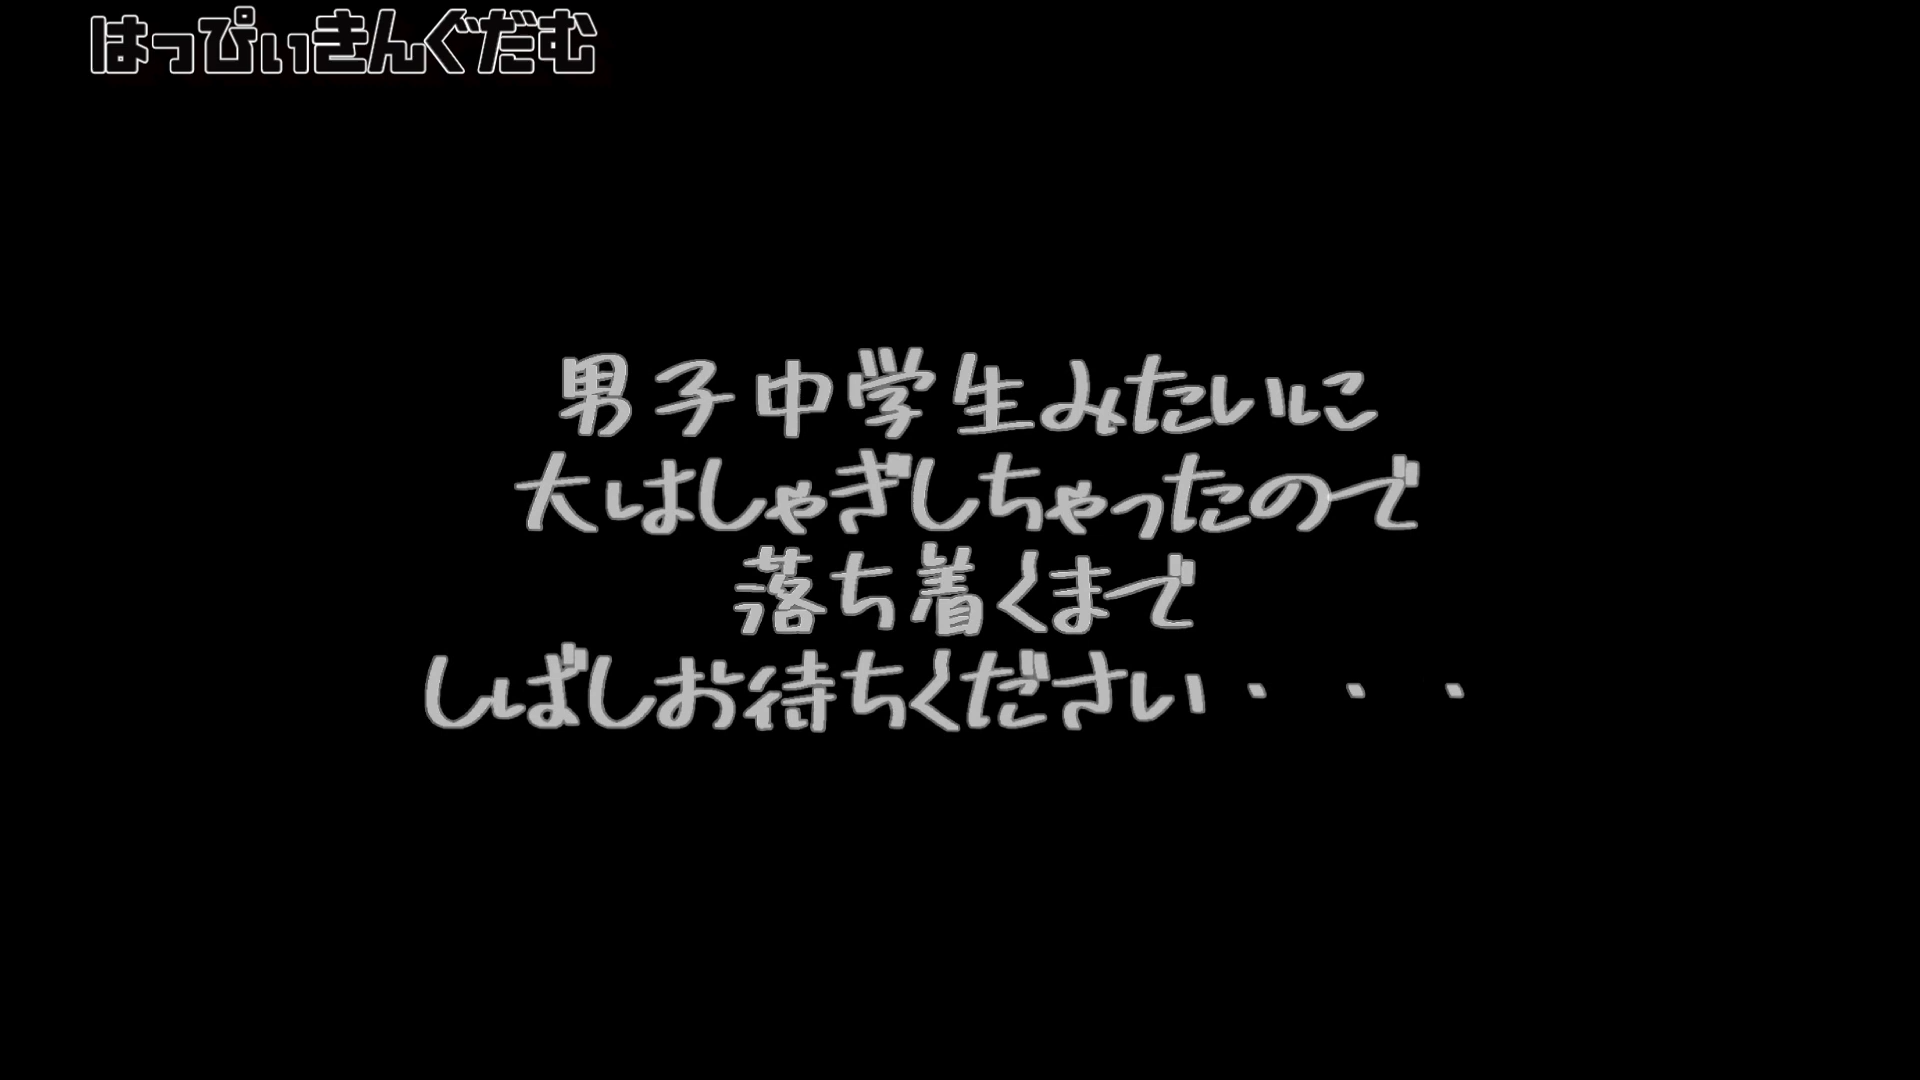 はっぴぃきんぐだむ
男子中学生みたいに
大はしゃぎしちゃったので
落ち着くまで
しばしお待ちください・・・